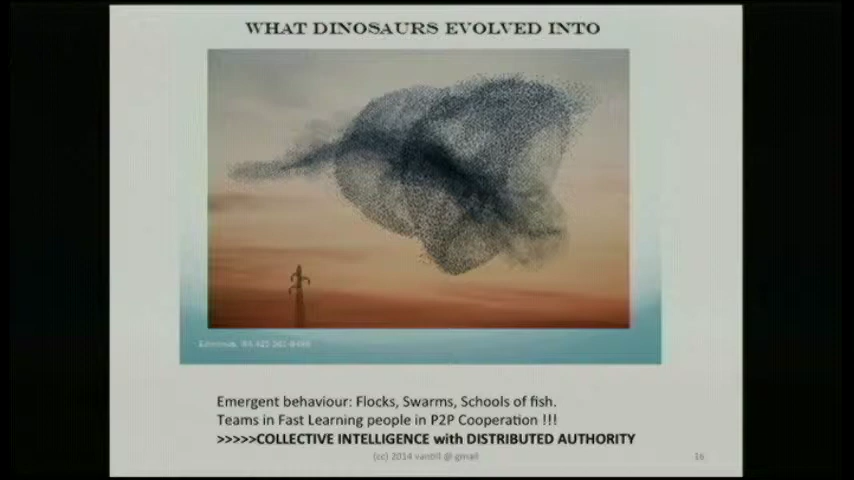 WHAT DINOSAURS EVOLVED INTO
Emergent behaviour: Flocks, Swarms, Schools of fish.
Teams in Fast Learning people in P2P Cooperation !!!
>>>>>COLLECTIVE INTELLIGENCE with DISTRIBUTED AUTHORITY
(cc) 2014 vantill @ gmail
16